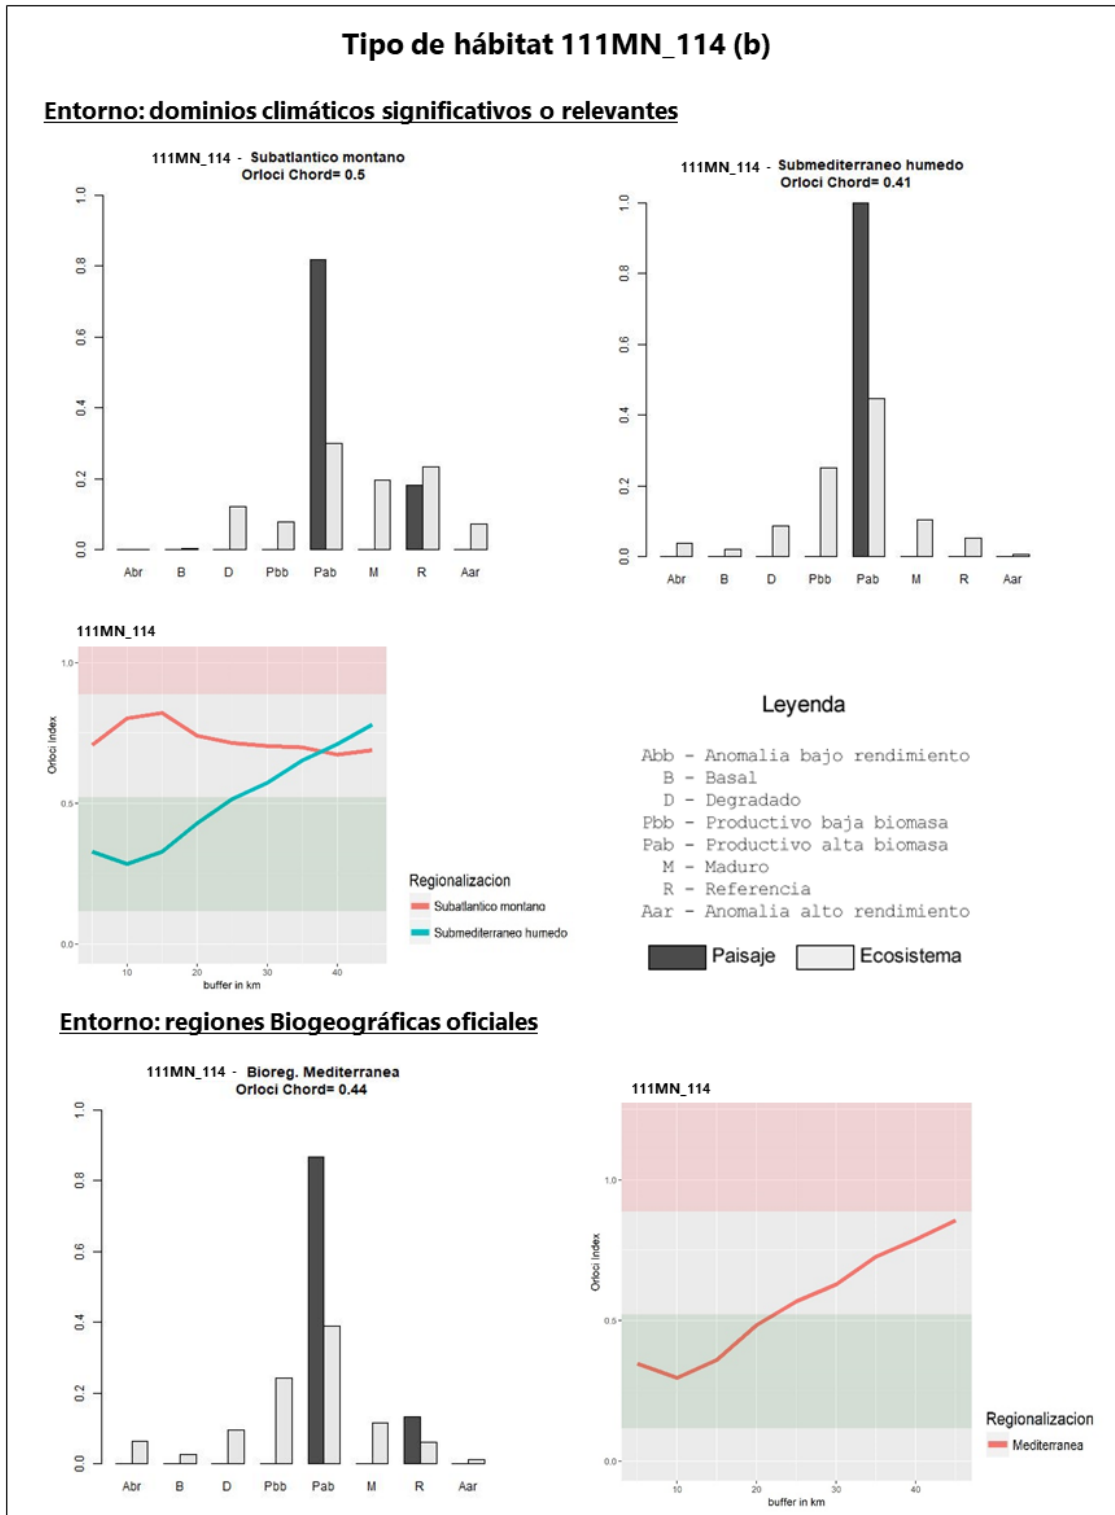 Tipo de hábitat 111MN_114 (b)
Entorno: dominios climáticos significativos o relevantes
111MN_114 - Subatlantico montano
Orloci Chord= 0.5
1.0
0.8
0.6
0.4
0.2
0.0
Abr B D Pbb Pab M R Aar
111MN_114 - Submediterraneo humedo
Orloci Chord= 0.41
1.0
0.8
0.6
0.4
0.2
0.0
Abr B D Pbb Pab M R Aar
111MN_114
Orloci Index
1.0
0.5
0.0
10 20 30 40
buffer in km
Regionalizacion
Subatlantico montano
Submediterraneo humedo
Leyenda
Abb - Anomalia bajo rendimiento
B - Basal
D - Degradado
Pbb - Productivo baja biomasa
Pab - Productivo alta biomasa
M - Maduro
R - Referencia
Aar - Anomalia alto rendimiento
Paisaje Ecosistema
Entorno: regiones Biogeográficas oficiales
111MN_114 - Bioreg. Mediterranea
Orloci Chord= 0.44
1.0
0.8
0.6
0.4
0.2
0.0
Abr B D Pbb Pab M R Aar
111MN_114
Orloci Index
1.0
0.5
0.0
10 20 30 40
buffer in km
Regionalizacion
Mediterranea